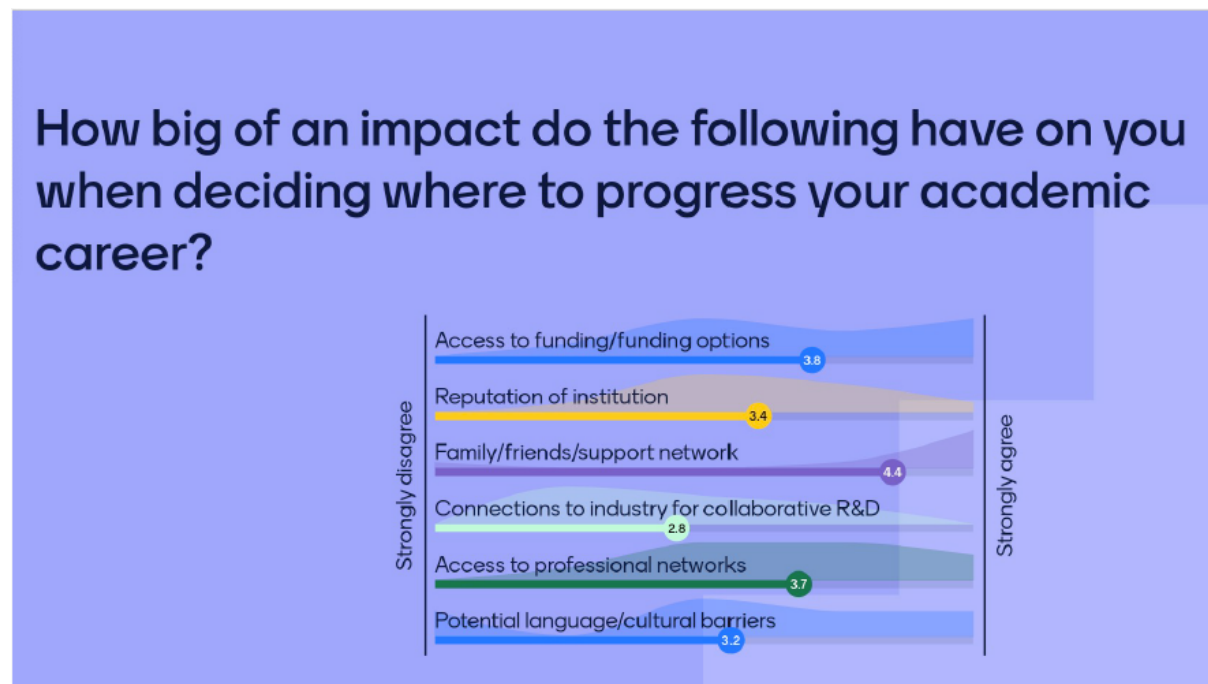 How big of an impact do the following have on you
when deciding where to progress your academic
career?
Strongly disagree
Access to funding/funding options
3.8
Reputation of institution
3.4
Family/friends/support network
4.4
Connections to industry for collaborative R&D
2.8
Access to professional networks
3.7
Potential language/cultural barriers
3.2
Strongly agree